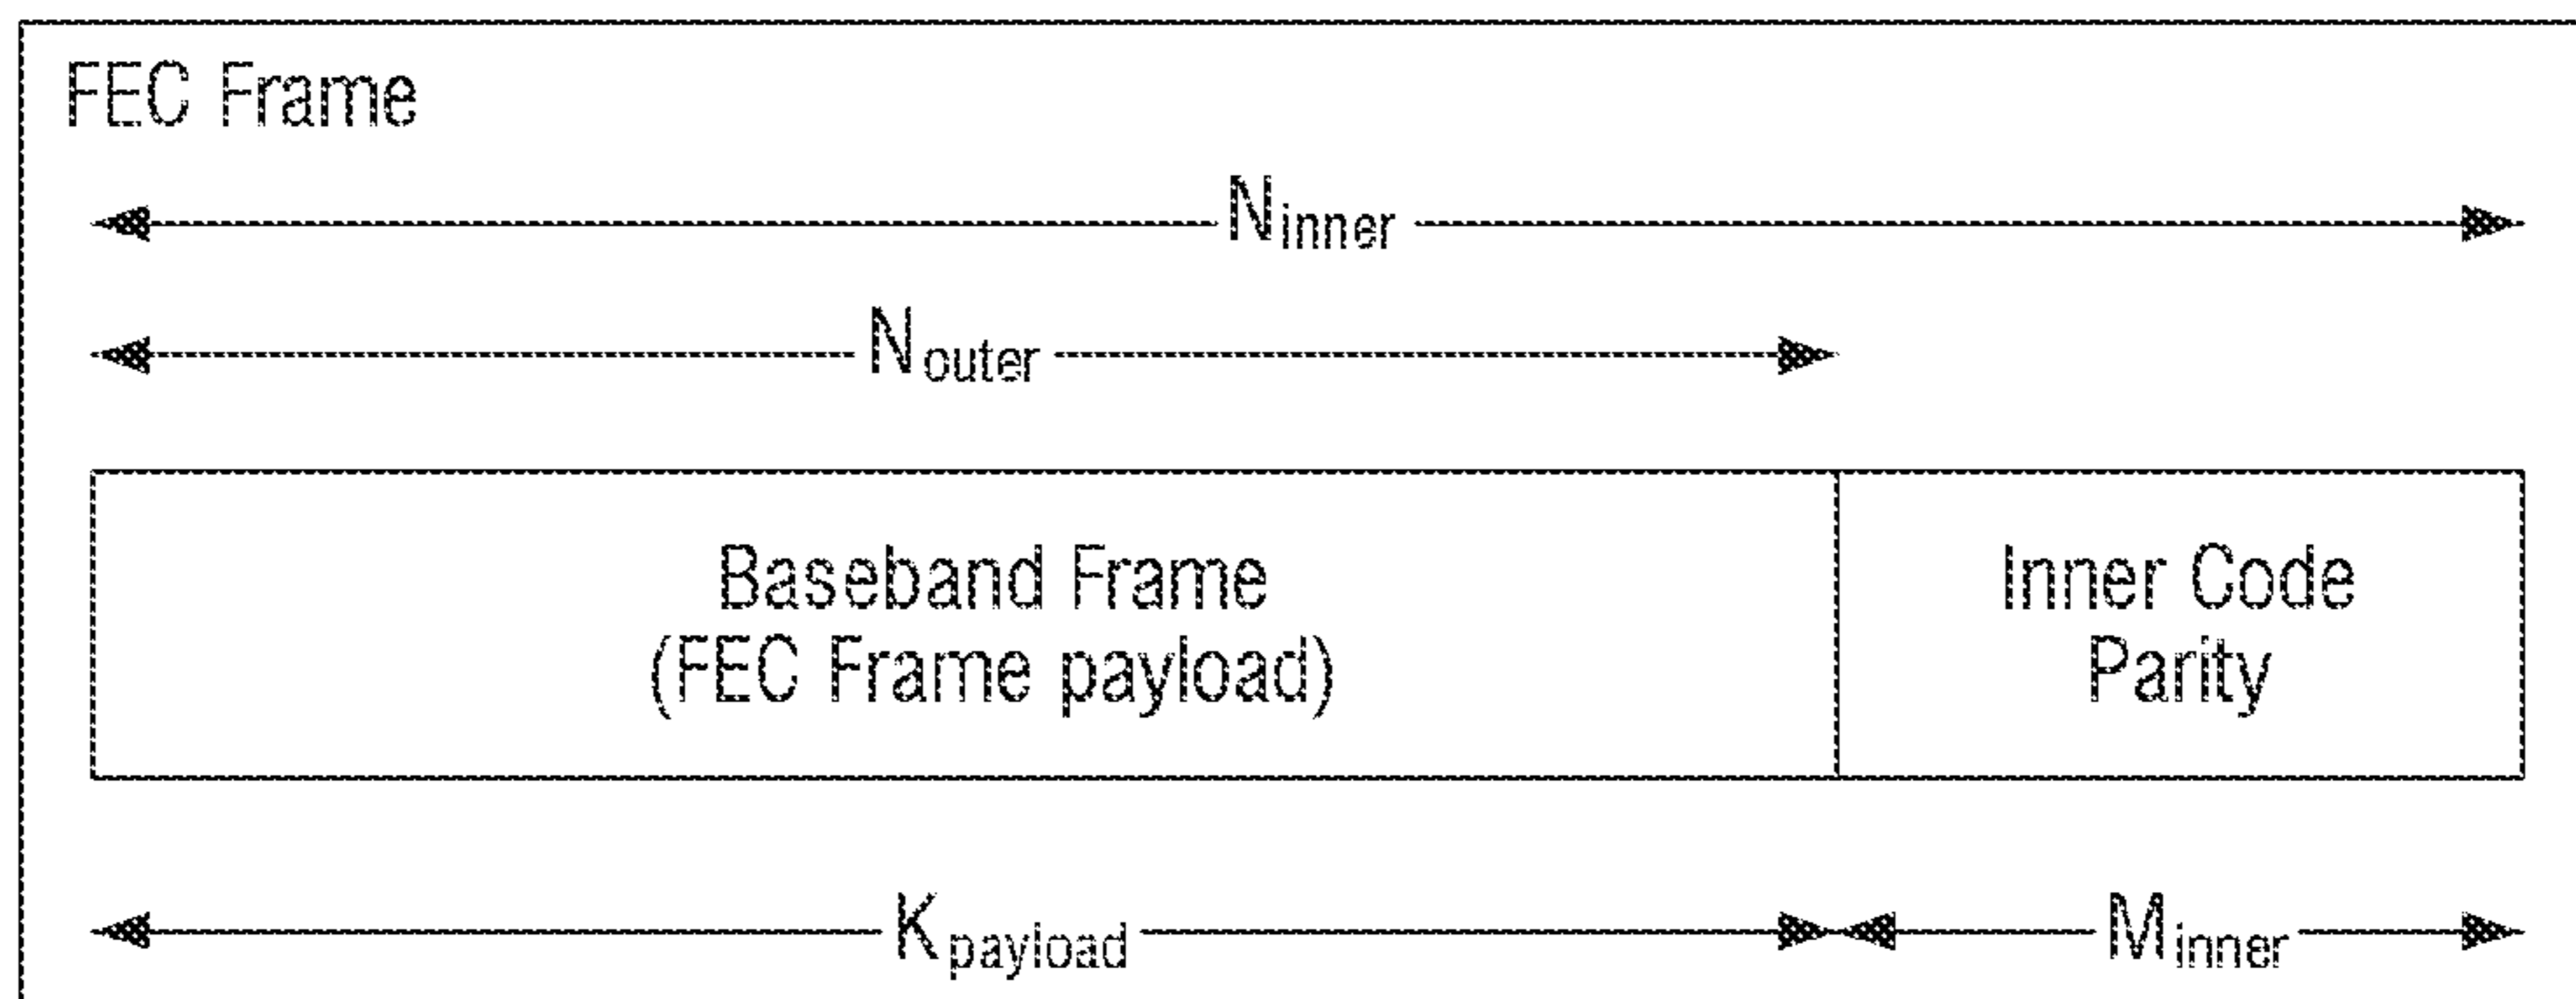 FEC Frame
Ninner
Nouter
Baseband Frame
(FEC Frame payload)
Inner Code
Parity
Kpayload
Minner